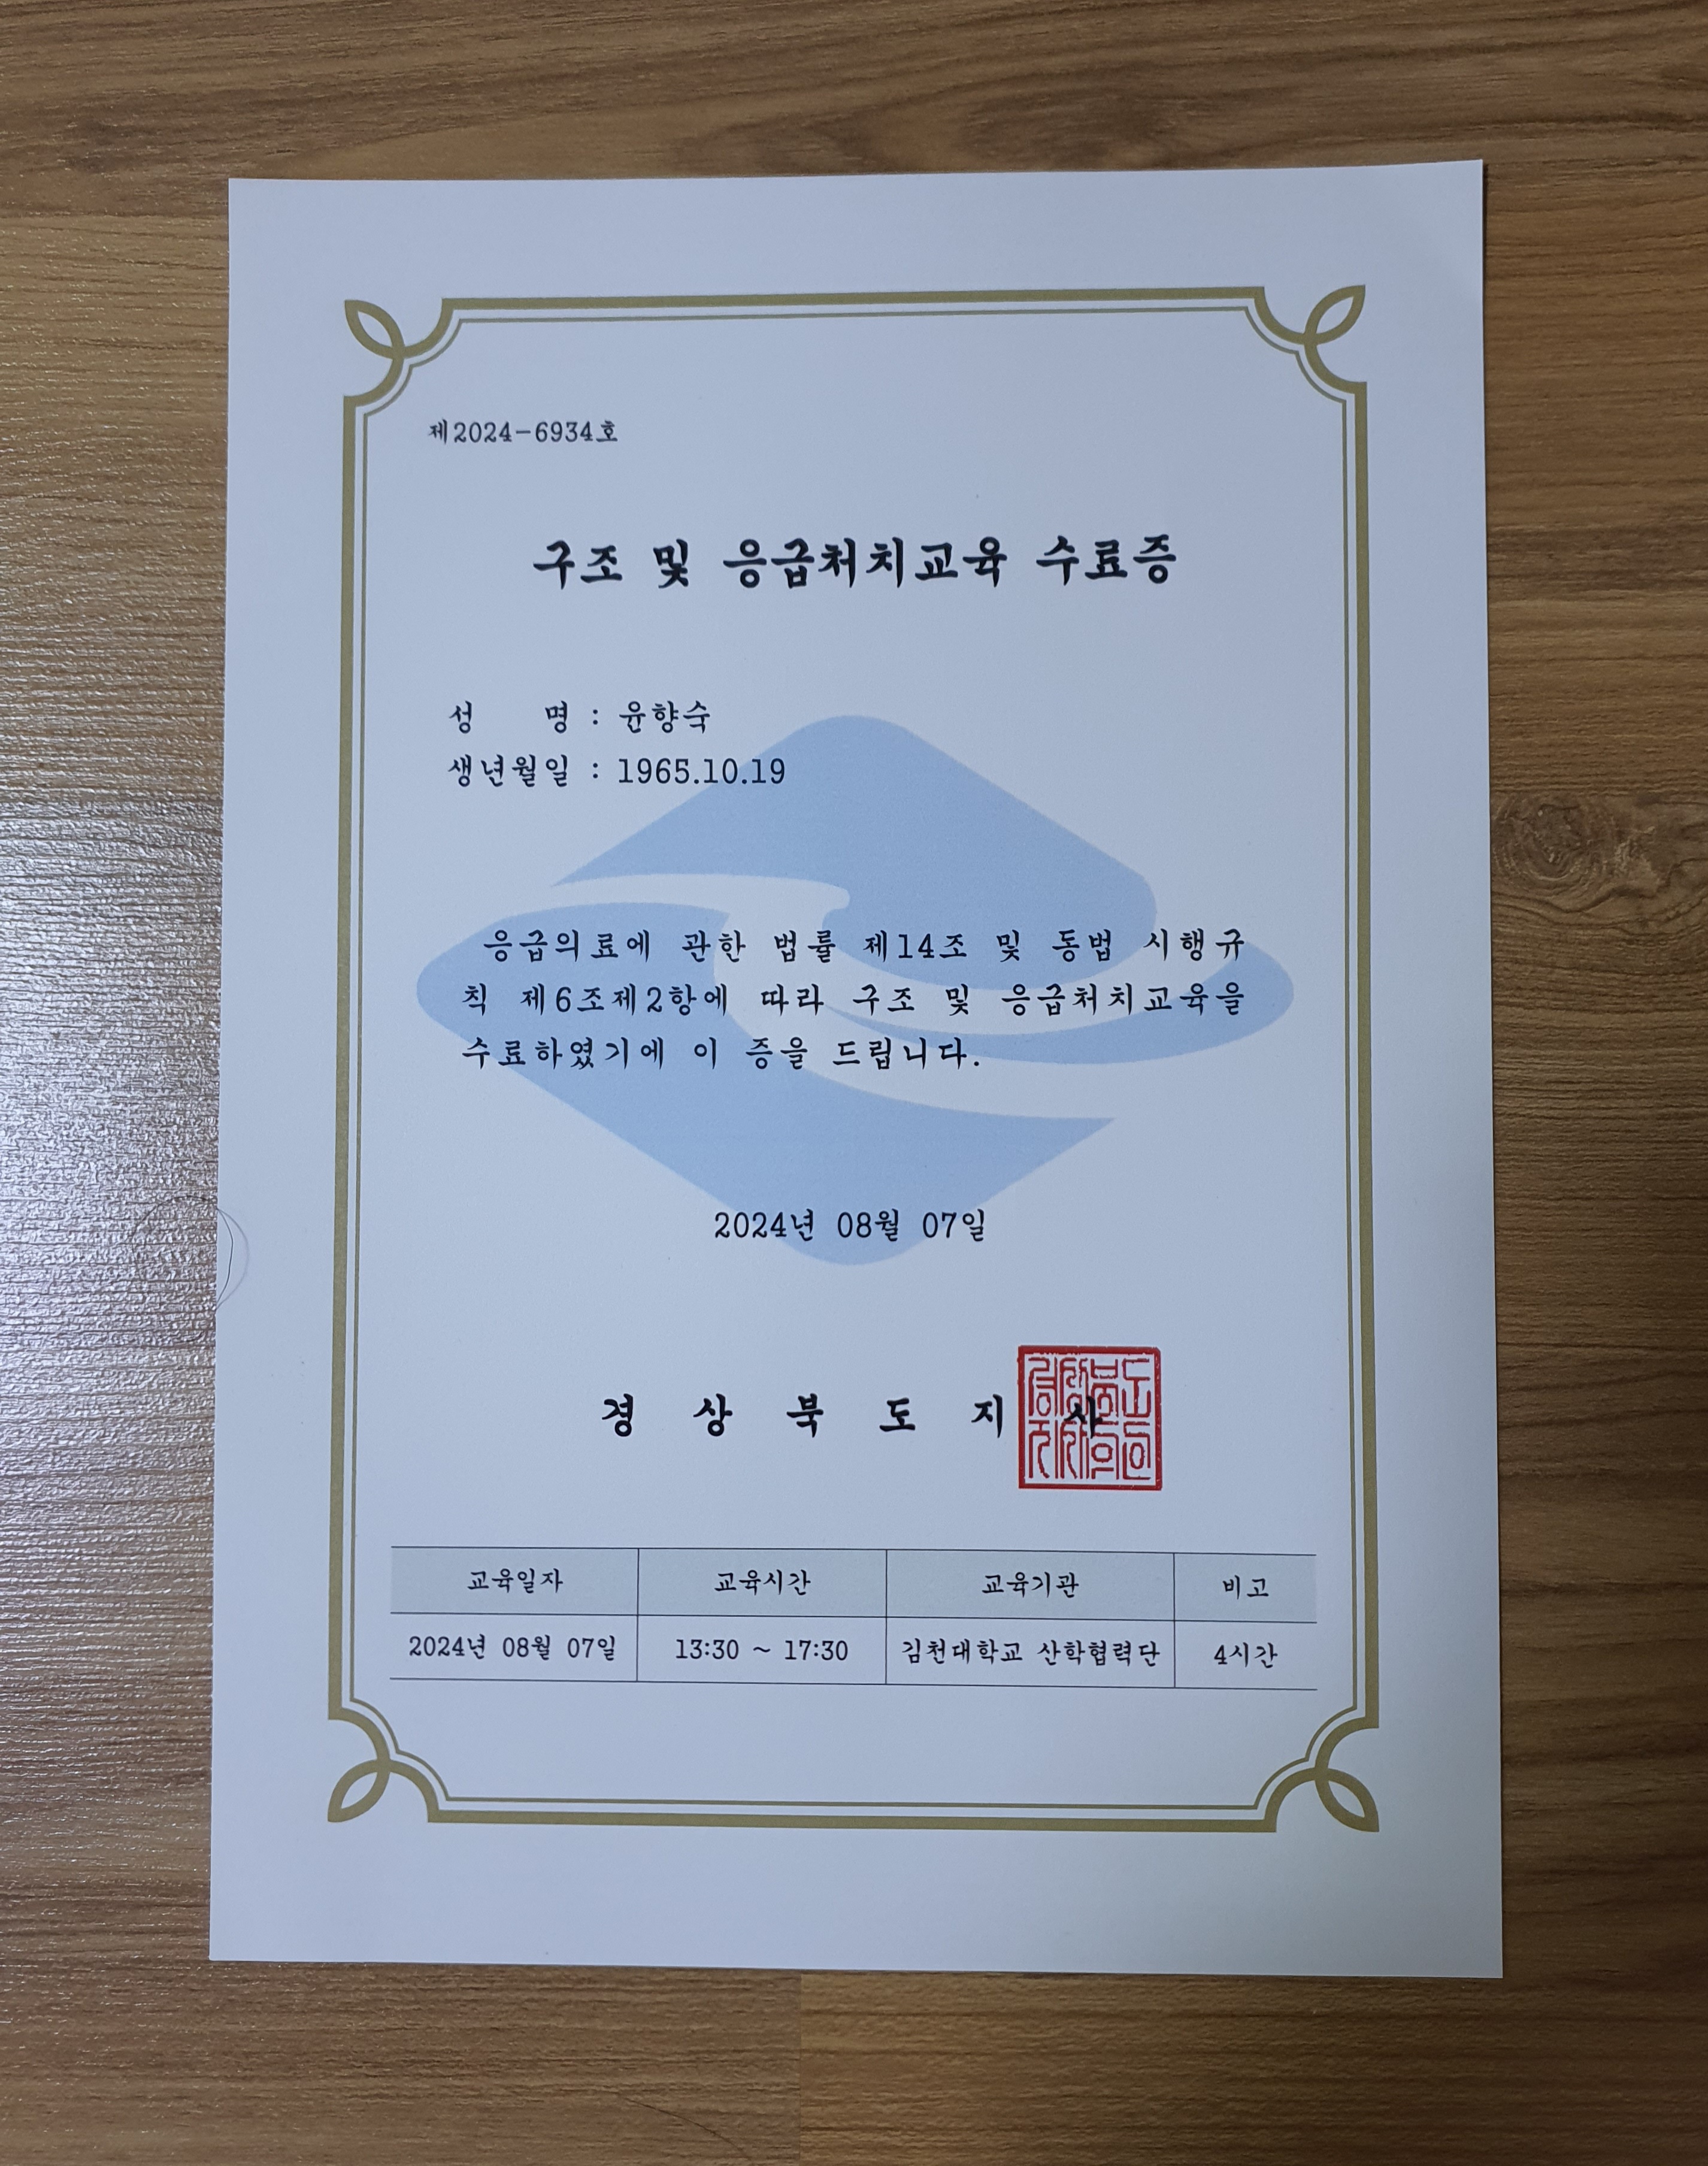 제2024-6934호
구조 및 응급처치교육 수료증
성 명 : 윤향숙
생년월일 : 1965.10.19
응급의료에 관한 법률 제14조 및 동법 시행규
칙 제6조제2항에 따라 구조 및 응급처치교육을
수료하였기에 이 증을 드립니다.
2024년 08월 07일
경 상 북 도 지 사
교육일자 교육시간 교육기관 비고
2024년 08월 07일 13:30 ~ 17:30 김천대학교 산학협력단 4시간